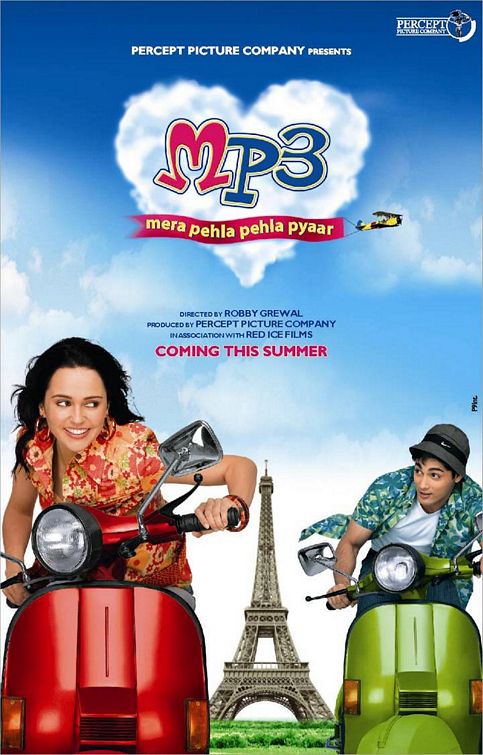 PERCEPT
PICTURE COMPANY
PERCEPT PICTURE COMPANY PRESENTS
MP3
mera pehla pehla pyaar
DIRECTED BY ROBBY GREWAL
PRODUCED BY PERCEPT PICTURE COMPANY
IN ASSOCIATION WITH RED ICE FILMS
COMING THIS SUMMER